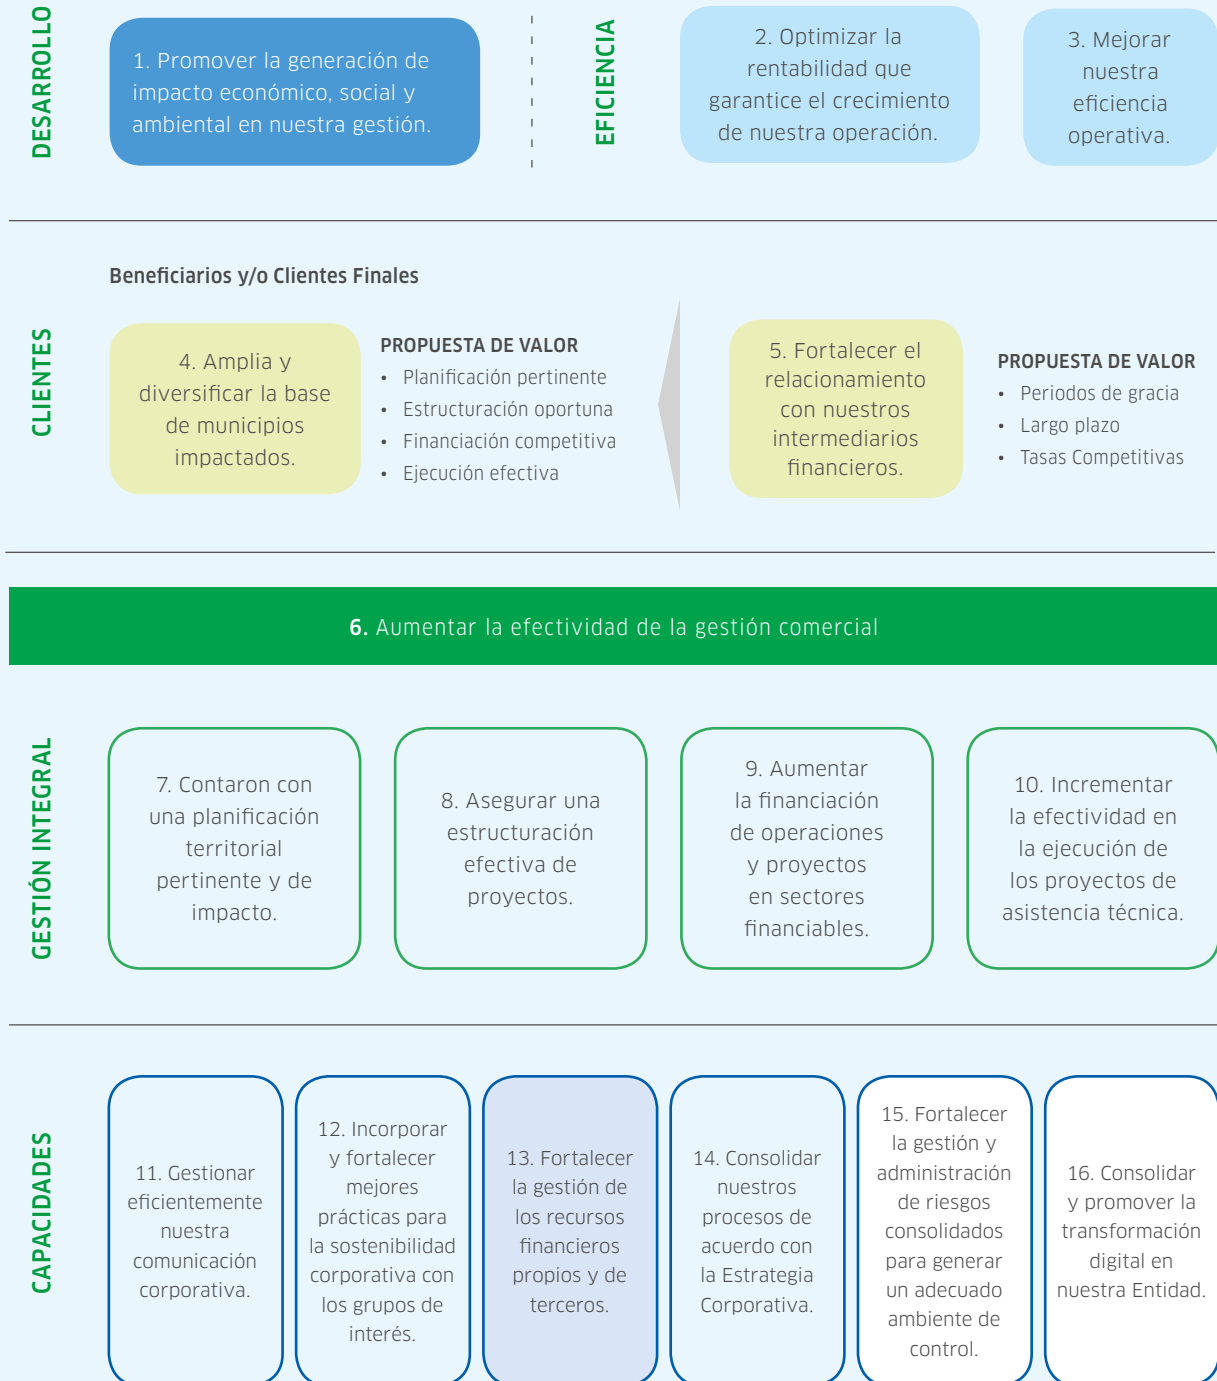 DESARROLLO
1. Promover la generación de
impacto económico, social y
ambiental en nuestra gestión.
EFICIENCIA
2. Optimizar la
rentabilidad que
garantice el crecimiento
de nuestra operación.
3. Mejorar
nuestra
eficiencia
operativa.
CLIENTES
Beneficiarios y/o Clientes Finales
4. Amplia y
diversificar la base
de municipios
impactados.
PROPUESTA DE VALOR
• Planificación pertinente
• Estructuración oportuna
• Financiación competitiva
• Ejecución efectiva
5. Fortalecer el
relacionamiento
con nuestros
intermediarios
financieros.
PROPUESTA DE VALOR
• Periodos de gracia
• Largo plazo
• Tasas Competitivas
6. Aumentar la efectividad de la gestión comercial
GESTIÓN INTEGRAL
7. Contaron con
una planificación
territorial
pertinente y de
impacto.
8. Asegurar una
estructuración
efectiva de
proyectos.
9. Aumentar
la financiación
de operaciones
y proyectos
en sectores
financiables.
10. Incrementar
la efectividad en
la ejecución de
los proyectos de
asistencia técnica.
CAPACIDADES
11. Gestionar
eficientemente
nuestra
comunicación
corporativa.
12. Incorporar
y fortalecer
mejores
prácticas para
la sostenibilidad
corporativa con
los grupos de
interés.
13. Fortalecer
la gestión de
los recursos
financieros
propios y de
terceros.
14. Consolidar
nuestros
procesos de
acuerdo con
la Estrategia
Corporativa.
15. Fortalecer
la gestión y
administración
de riesgos
consolidados
para generar
un adecuado
ambiente de
control.
16. Consolidar
y promover la
transformación
digital en
nuestra Entidad.